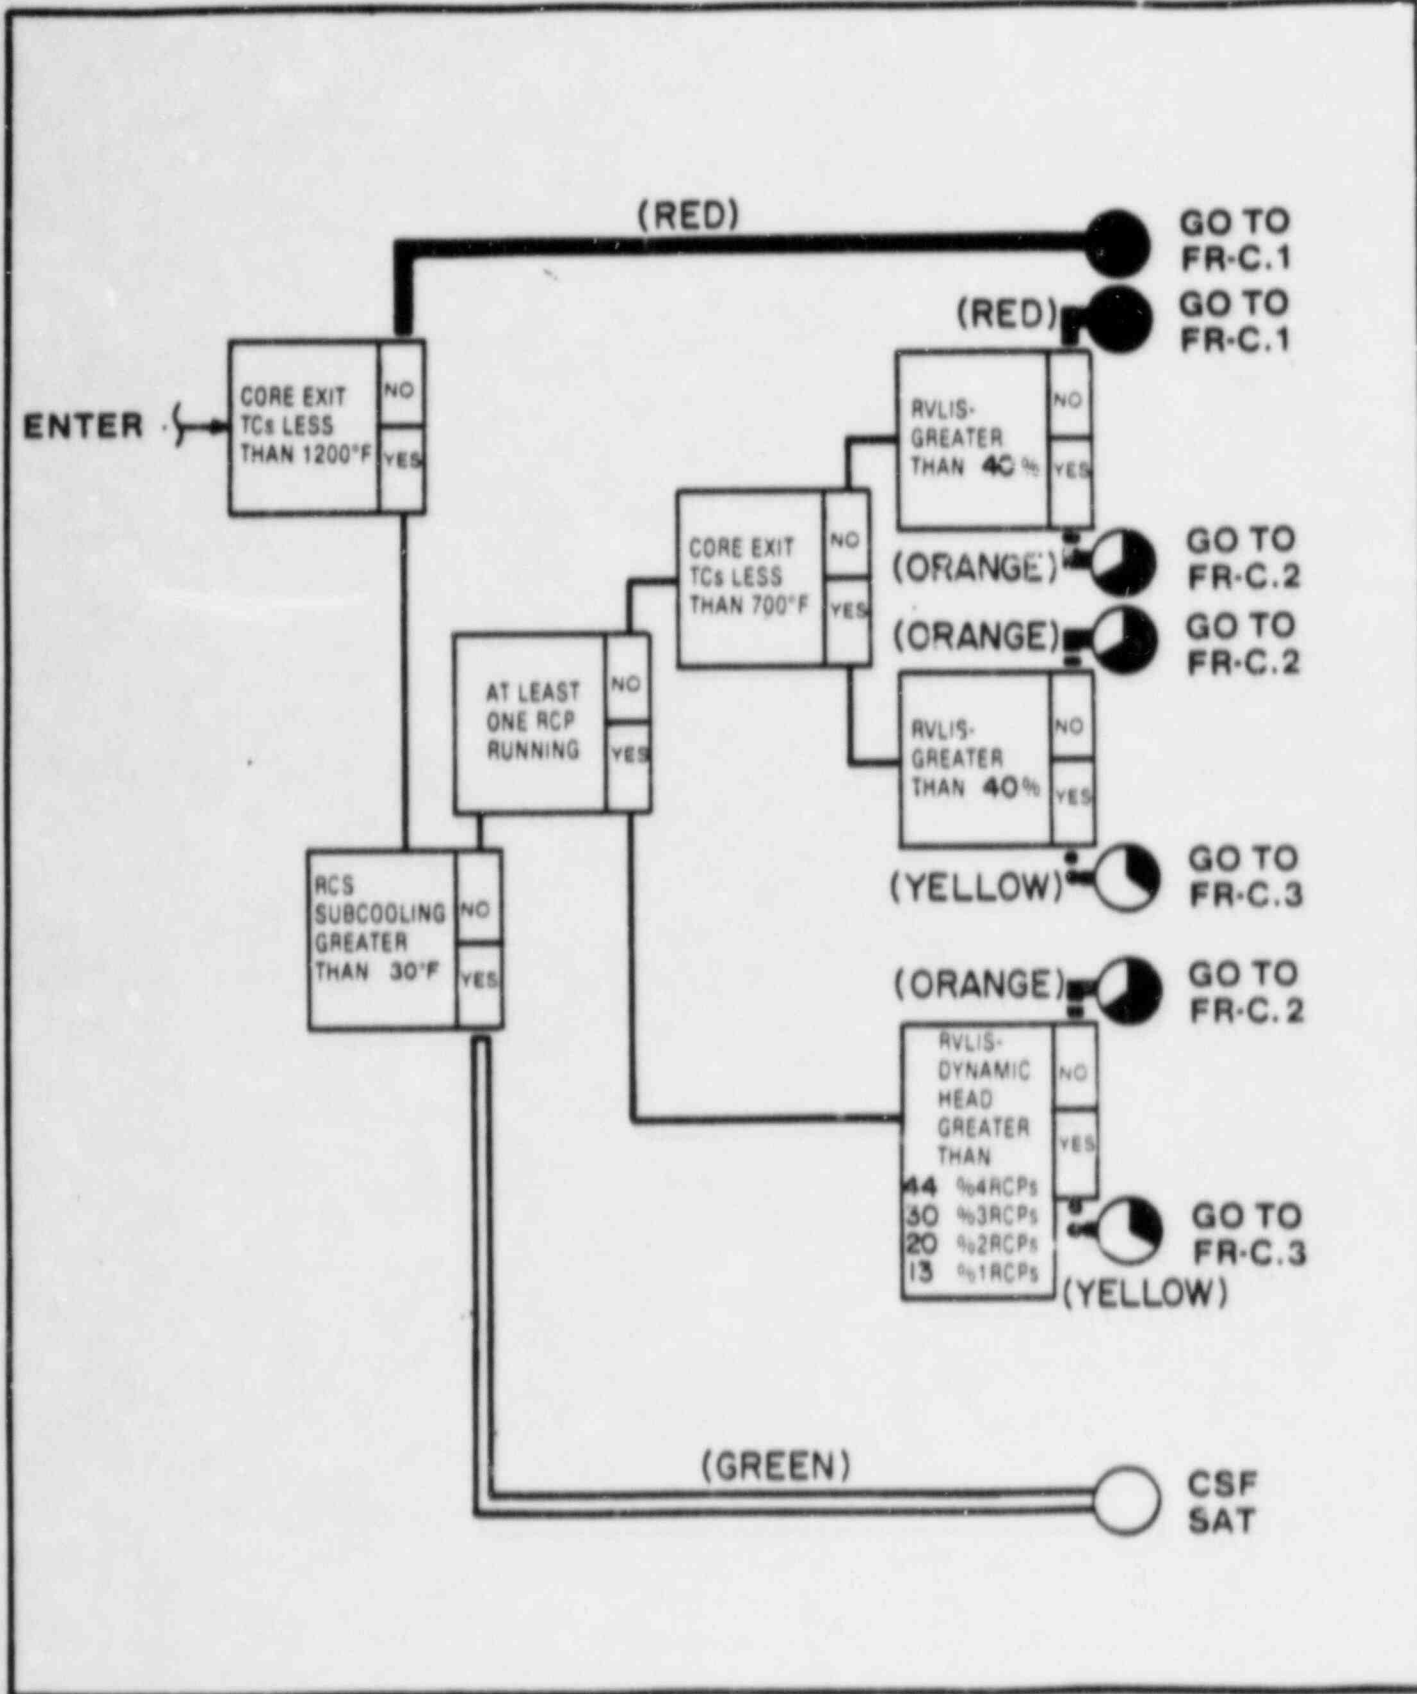 (RED)
GO TO
FR-C.1
(RED)
GO TO
FR-C.1
ENTER
CORE EXIT
TCs LESS
THAN 1200°F
NO
YES
RVLIS-
GREATER
THAN 40%
NO
YES
(ORANGE)
GO TO
FR-C.2
CORE EXIT
TCs LESS
THAN 700°F
NO
YES
(ORANGE)
GO TO
FR-C.2
AT LEAST
ONE RCP
RUNNING
NO
YES
RVLIS-
GREATER
THAN 40%
NO
YES
(YELLOW)
GO TO
FR-C.3
RCS
SUBCOOLING
GREATER
THAN 30°F
NO
YES
(ORANGE)
GO TO
FR-C.2
RVLIS-
DYNAMIC
HEAD
GREATER
THAN
44 %4RCPs
30 %3RCPs
20 %2RCPs
13 %1RCPs
NO
YES
GO TO
FR-C.3
(YELLOW)
(GREEN)
CSF
SAT